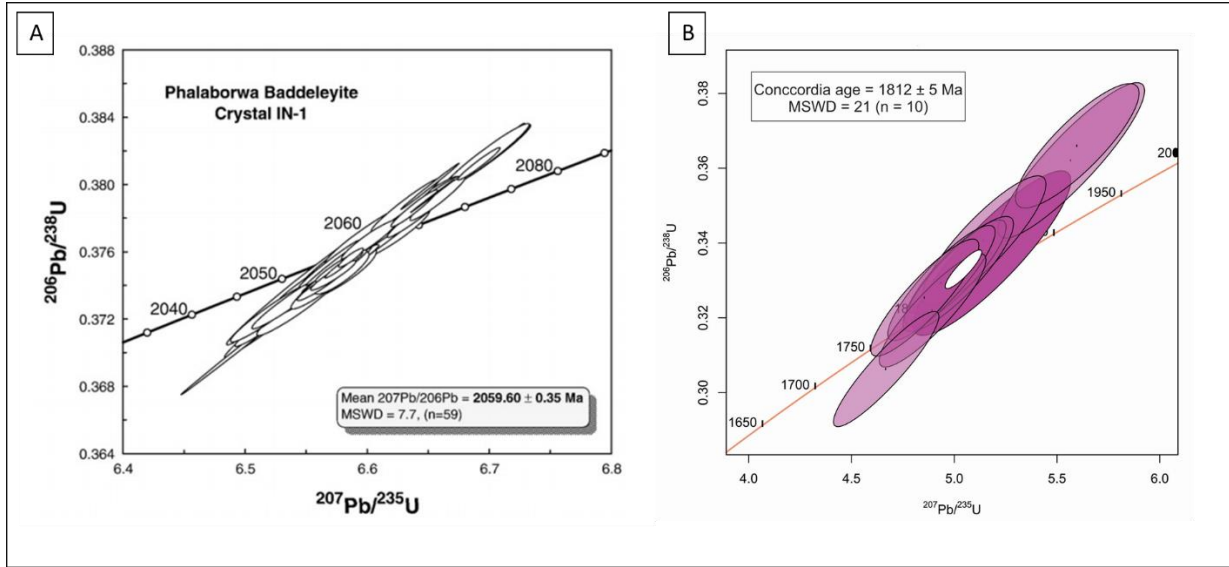 A
0.388
0.384
0.380
0.376
0.372
0.368
0.364
²⁰⁶Pb/²³⁸U
Phalaborwa Baddeleyite
Crystal IN-1
2040
2050
2060
2080
Mean 207Pb/206Pb = 2059.60 ± 0.35 Ma
MSWD = 7.7, (n=59)
6.4
6.5
6.6
6.7
6.8
²⁰⁷Pb/²³⁵U
B
0.38
0.36
0.34
0.32
0.30
²⁰⁶Pb/²³⁸U
Conccordia age = 1812 ± 5 Ma
MSWD = 21 (n = 10)
1650
1700
1750
1950
4.0
4.5
5.0
5.5
6.0
²⁰⁷Pb/²³⁵U